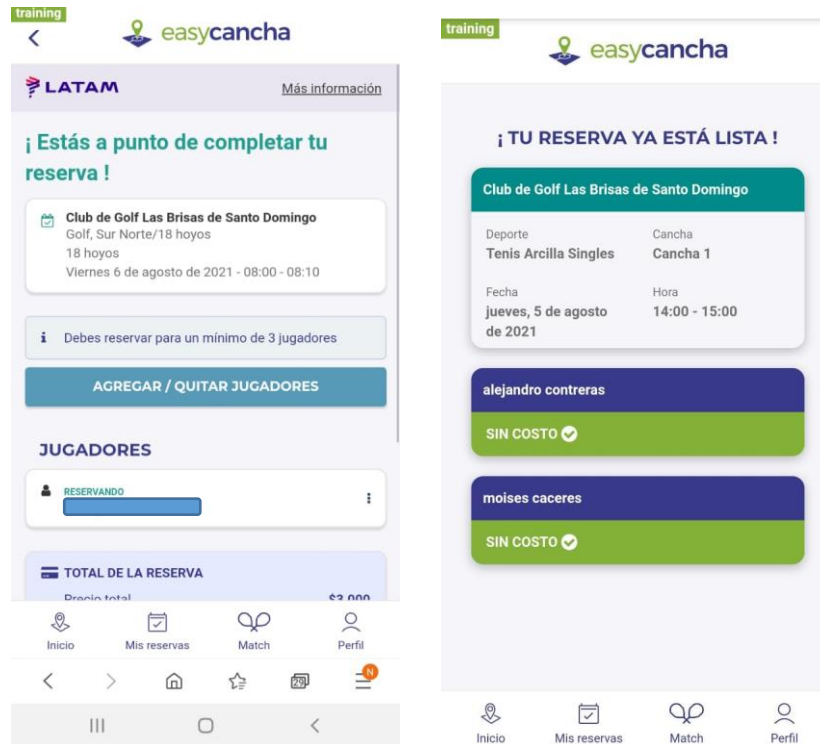 training
easycancha
LATAM
Más información
¡ Estás a punto de completar tu
reserva !
Club de Golf Las Brisas de Santo Domingo
Golf, Sur Norte/18 hoyos
18 hoyos
Viernes 6 de agosto de 2021 - 08:00 - 08:10
i Debes reservar para un mínimo de 3 jugadores
AGREGAR / QUITAR JUGADORES
JUGADORES
RESERVANDO
TOTAL DE LA RESERVA
Precio total $3.000
Inicio Mis reservas Match Perfil
29 N
training
easycancha
¡ TU RESERVA YA ESTÁ LISTA !
Club de Golf Las Brisas de Santo Domingo
Deporte Cancha
Tenis Arcilla Singles Cancha 1
Fecha Hora
jueves, 5 de agosto 14:00 - 15:00
de 2021
alejandro contreras
SIN COSTO
moises caceres
SIN COSTO
Inicio Mis reservas Match Perfil